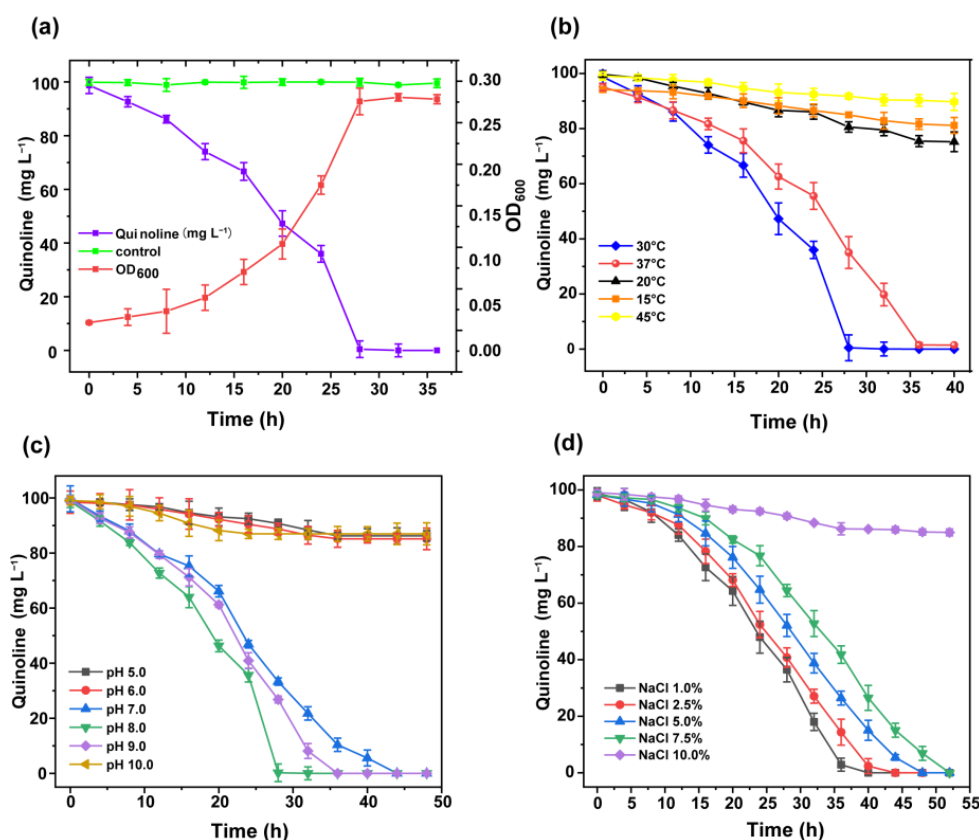 (a)
Quinoline (mg L⁻¹)
100
80
60
40
20
0
0.30
0.25
0.20
0.15
0.10
0.05
0.00
OD600
Quinoline (mg L⁻¹)
control
OD600
0 5 10 15 20 25 30 35
Time (h)
(b)
Quinoline (mg L⁻¹)
100
80
60
40
20
0
30°C
37°C
20°C
15°C
45°C
0 5 10 15 20 25 30 35 40
Time (h)
(c)
Quinoline (mg L⁻¹)
100
80
60
40
20
0
pH 5.0
pH 6.0
pH 7.0
pH 8.0
pH 9.0
pH 10.0
0 10 20 30 40 50
Time (h)
(d)
Quinoline (mg L⁻¹)
100
80
60
40
20
0
NaCl 1.0%
NaCl 2.5%
NaCl 5.0%
NaCl 7.5%
NaCl 10.0%
0 5 10 15 20 25 30 35 40 45 50 55
Time (h)